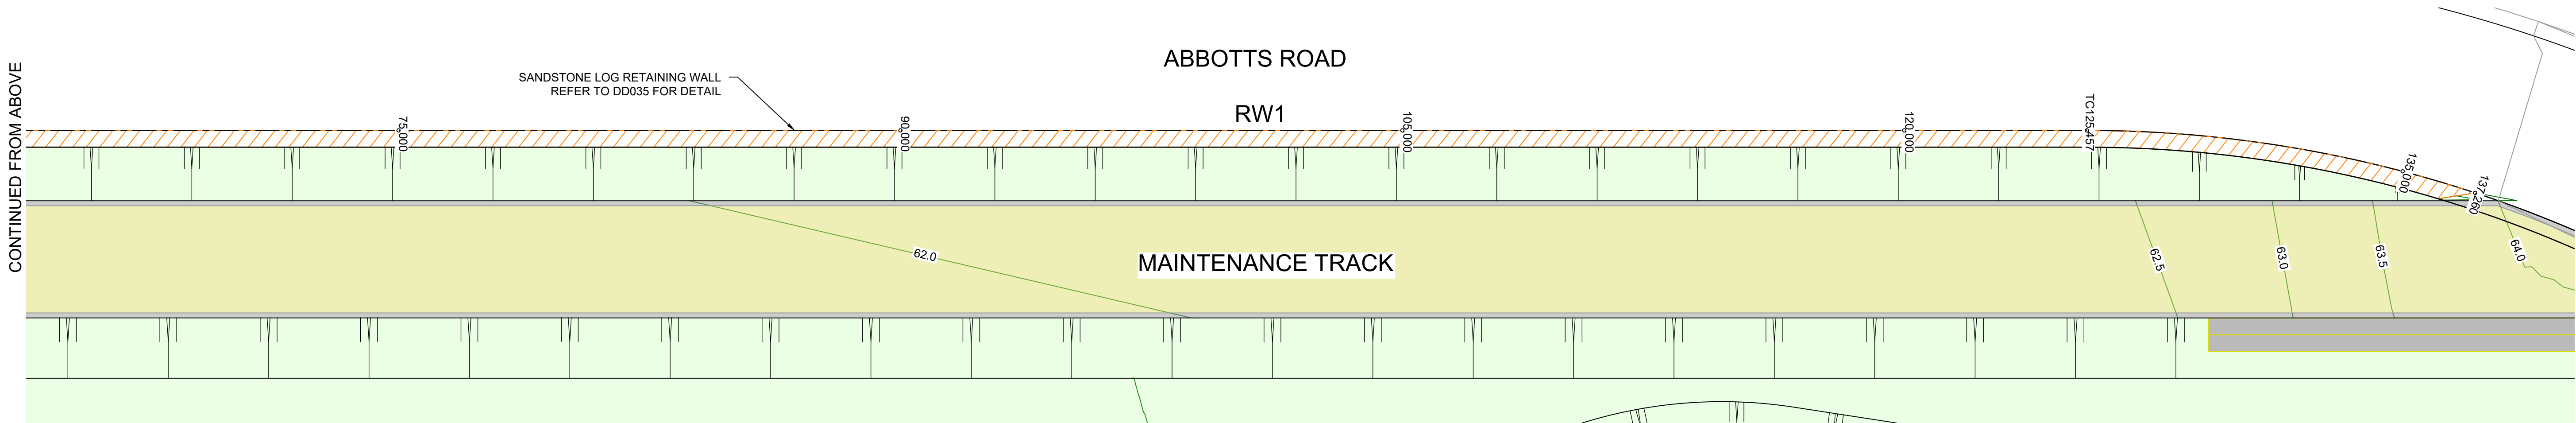 CONTINUED FROM ABOVE
ABBOTTS ROAD
SANDSTONE LOG RETAINING WALL
REFER TO DD035 FOR DETAIL
RW1
75.000
90.000
105.000
120.000
TC125.457
135.000
137.260
62.0
MAINTENANCE TRACK
62.5
63.0
63.5
64.0